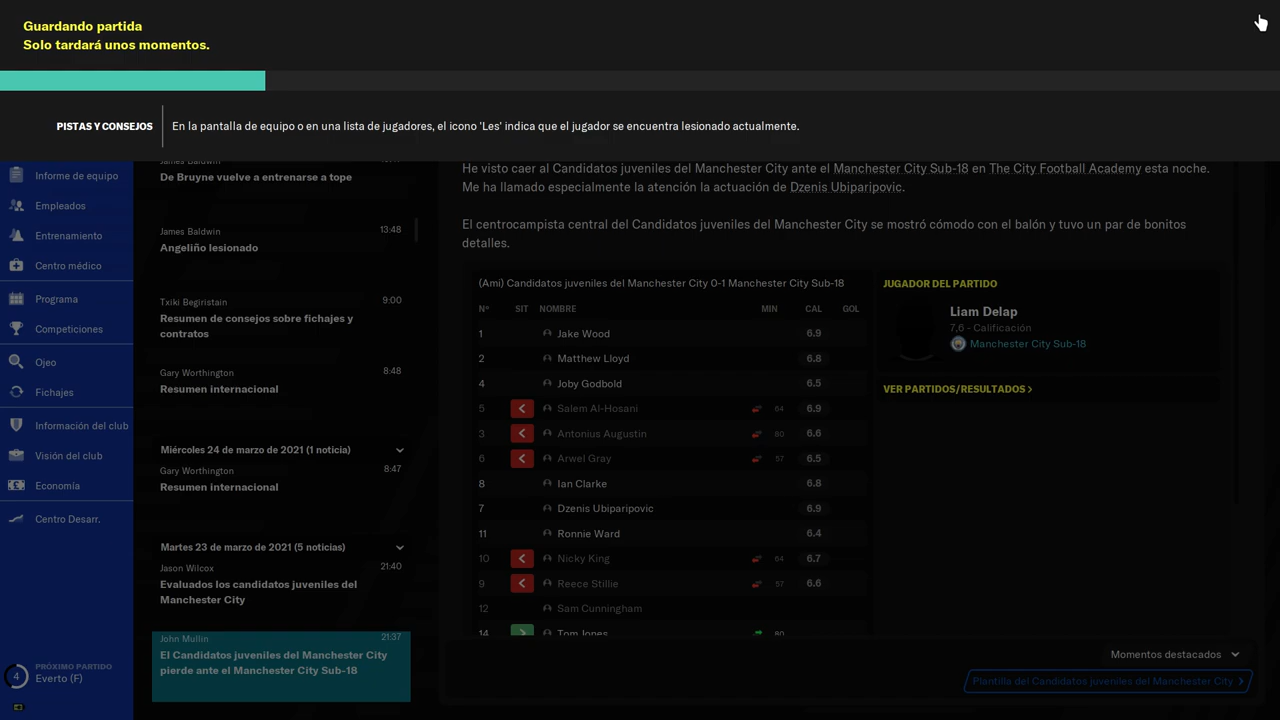 Guardando partida
Solo tardará unos momentos.
PISTAS Y CONSEJOS
En la pantalla de equipo o en una lista de jugadores, el icono 'Les' indica que el jugador se encuentra lesionado actualmente.
Informe de equipo
Empleados
Entrenamiento
Centro médico
Programa
Competiciones
Ojeo
Fichajes
Información del club
Visión del club
Economía
Centro Desarr.
4
PRÓXIMO PARTIDO
Everto (F)
James Baldwin
De Bruyne vuelve a entrenarse a tope
James Baldwin 13:48
Angeliño lesionado
Txiki Begiristain 9:00
Resumen de consejos sobre fichajes y
contratos
Gary Worthington 8:48
Resumen internacional
Miércoles 24 de marzo de 2021 (1 noticia)
Gary Worthington 8:47
Resumen internacional
Martes 23 de marzo de 2021 (5 noticias)
Jason Wilcox 21:40
Evaluados los candidatos juveniles del
Manchester City
John Mullin 21:37
El Candidatos juveniles del Manchester City
pierde ante el Manchester City Sub-18
He visto caer al Candidatos juveniles del Manchester City ante el Manchester City Sub-18 en The City Football Academy esta noche.
Me ha llamado especialmente la atención la actuación de Dzenis Ubiparipovic.
El centrocampista central del Candidatos juveniles del Manchester City se mostró cómodo con el balón y tuvo un par de bonitos
detalles.
(Ami) Candidatos juveniles del Manchester City 0-1 Manchester City Sub-18
Nº SIT NOMBRE MIN CAL GOL
1 Jake Wood 6.9
2 Matthew Lloyd 6.8
4 Joby Godbold 6.5
5 Salem Al-Hosani 64 6.9
3 Antonius Augustin 80 6.6
6 Arwel Gray 57 6.5
8 Ian Clarke 6.8
7 Dzenis Ubiparipovic 6.9
11 Ronnie Ward 6.4
10 Nicky King 64 6.7
9 Reece Stillie 57 6.6
12 Sam Cunningham
14 Tom Jones 80
JUGADOR DEL PARTIDO
Liam Delap
7,6 - Calificación
Manchester City Sub-18
VER PARTIDOS/RESULTADOS >
Momentos destacados
Plantilla del Candidatos juveniles del Manchester City >